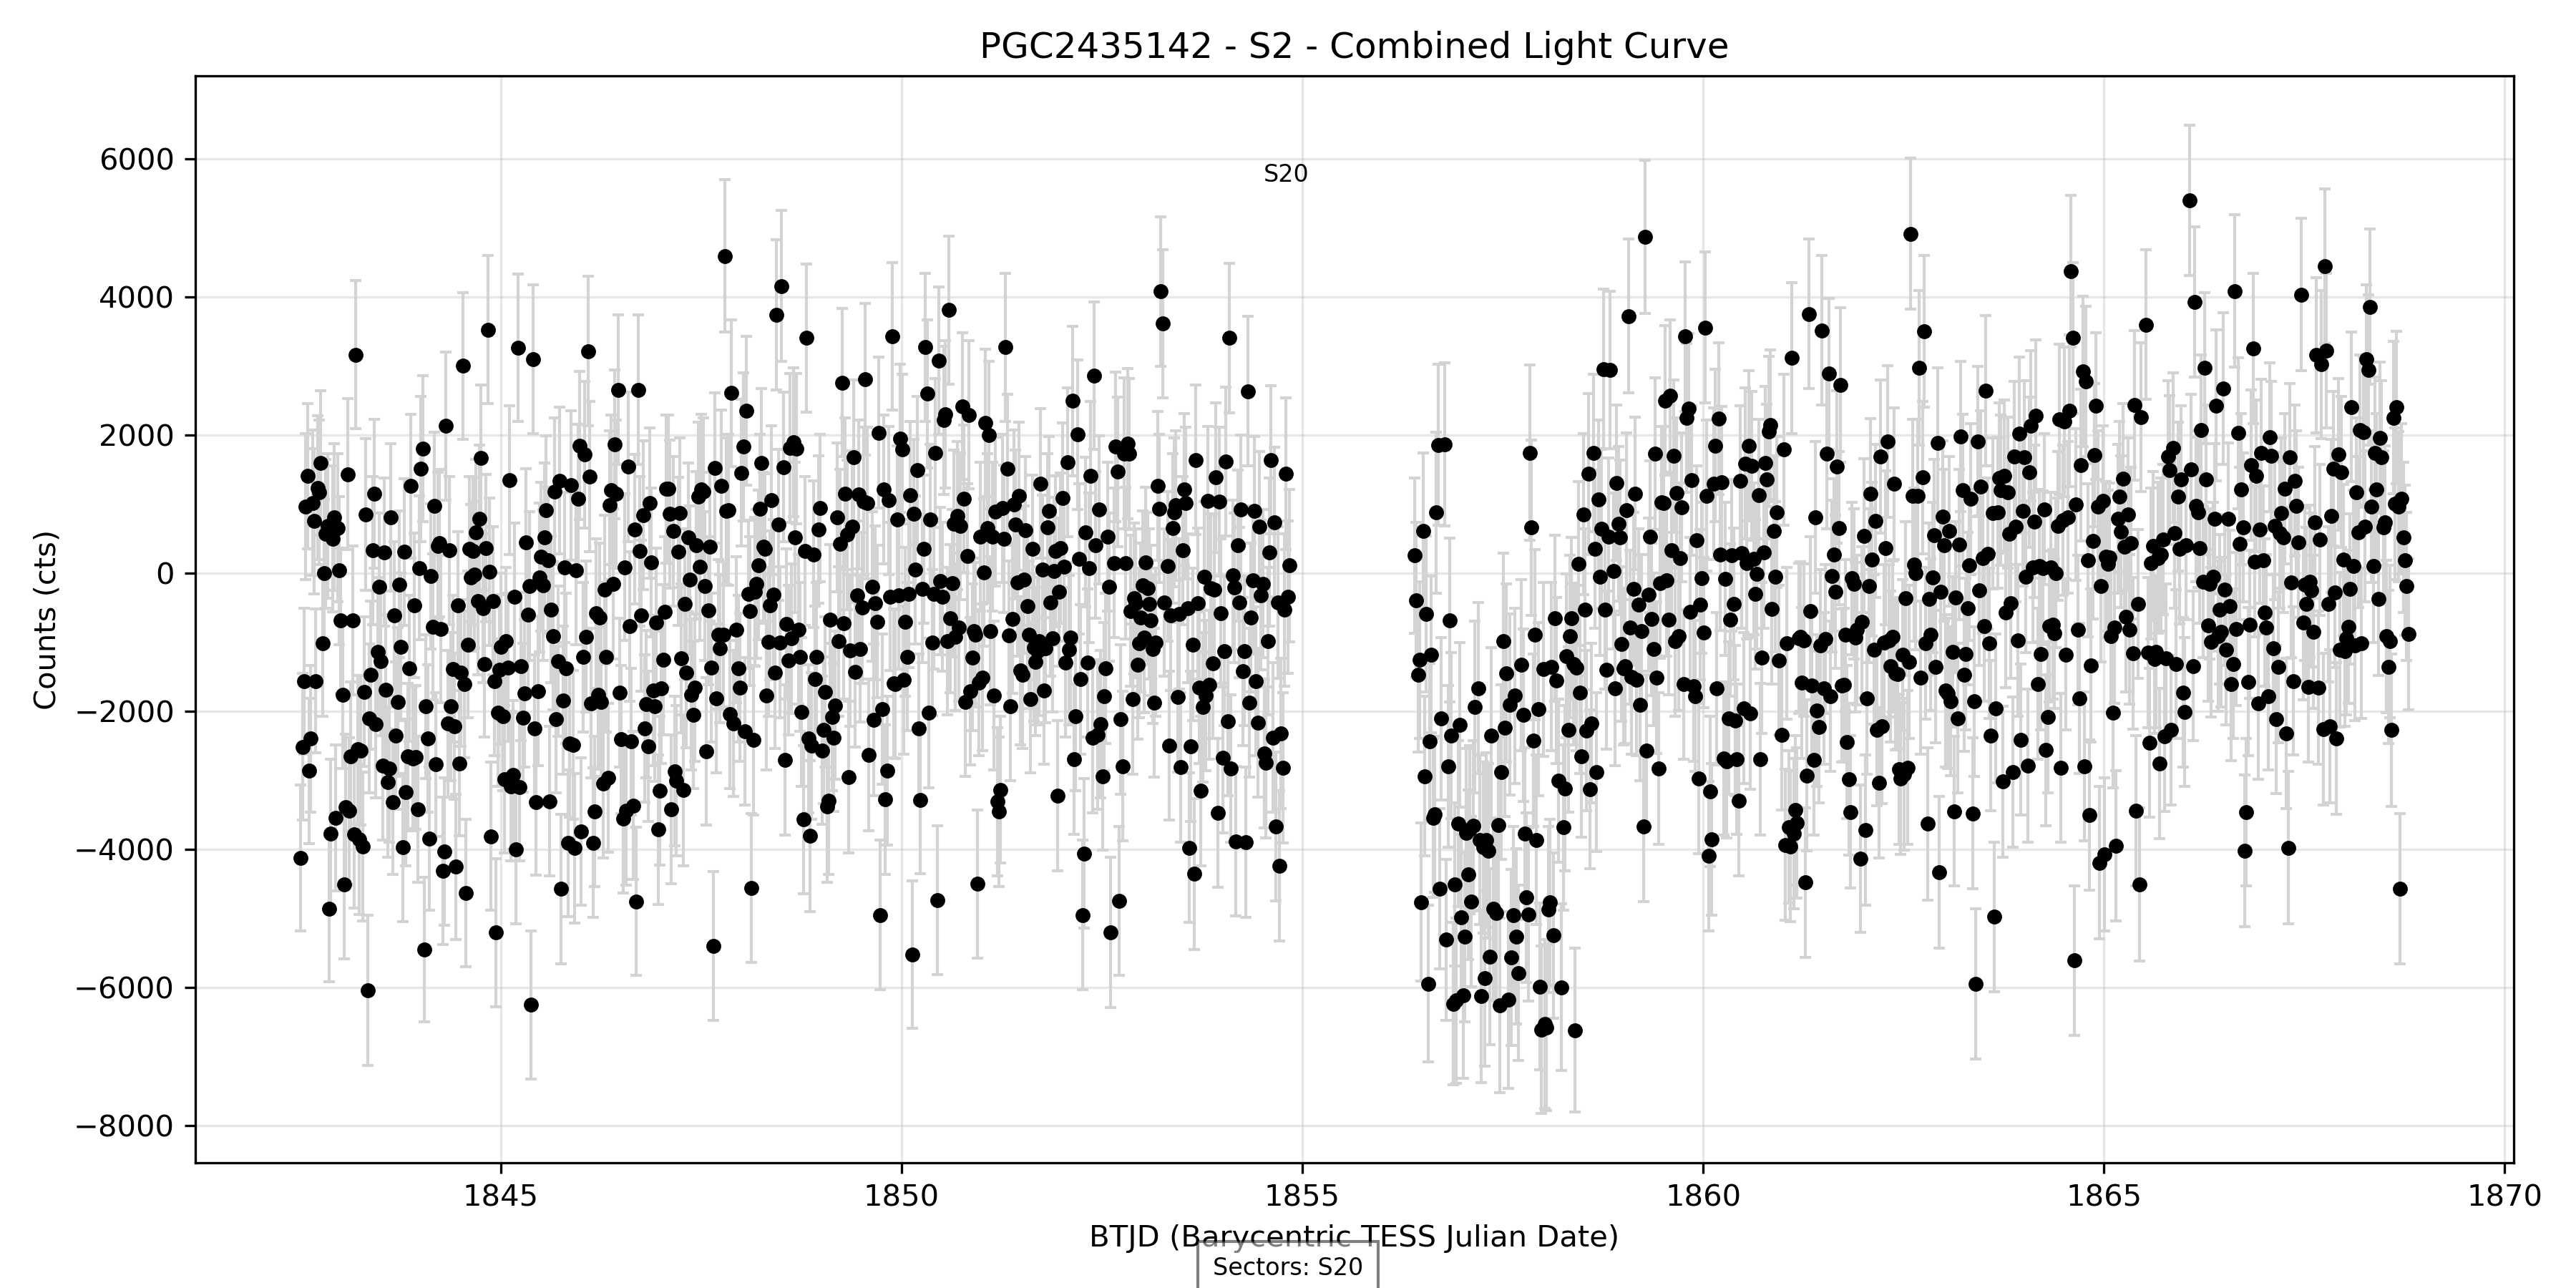 PGC2435142 - S2 - Combined Light Curve
S20
6000
4000
2000
0
−2000
−4000
−6000
−8000
Counts (cts)
1845 1850 1855 1860 1865 1870
BTJD (Barycentric TESS Julian Date)
Sectors: S20